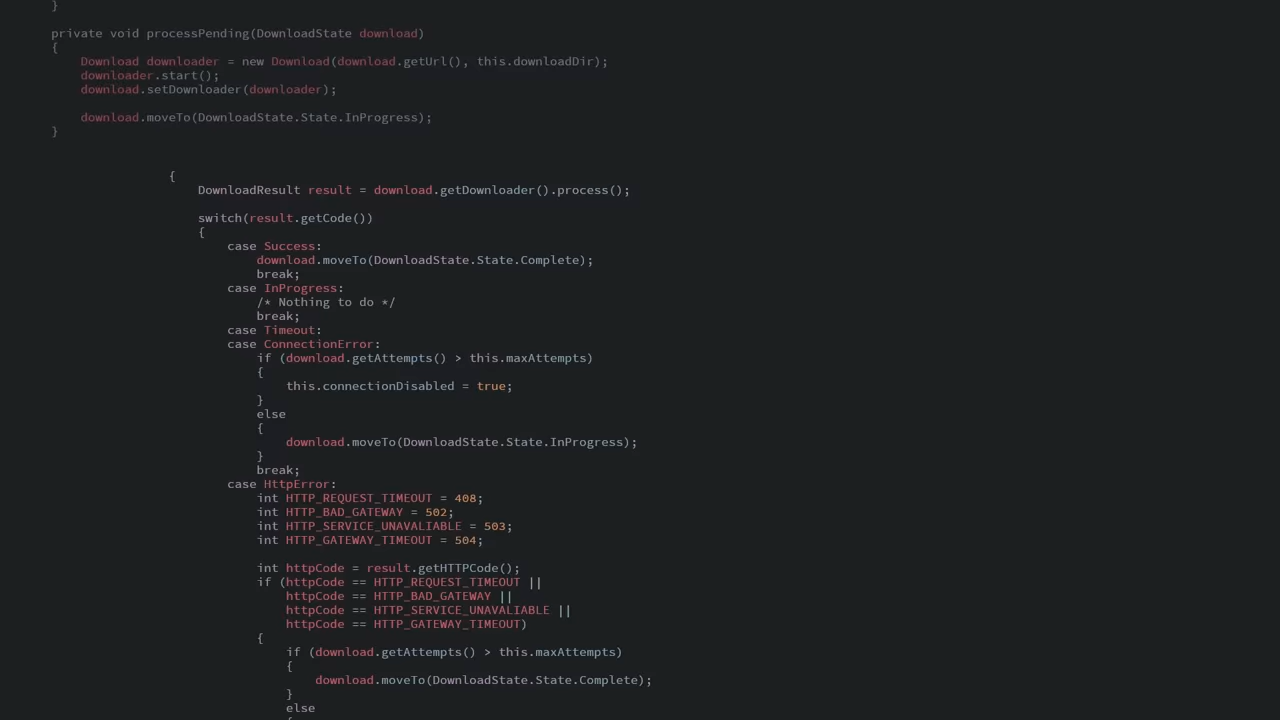 }
private void processPending(DownloadState download)
{
Download downloader = new Download(download.getUrl(), this.downloadDir);
downloader.start();
download.setDownloader(downloader);
download.moveTo(DownloadState.State.InProgress);
}
{
DownloadResult result = download.getDownloader().process();
switch(result.getCode())
{
case Success:
download.moveTo(DownloadState.State.Complete);
break;
case InProgress:
/* Nothing to do */
break;
case Timeout:
case ConnectionError:
if (download.getAttempts() > this.maxAttempts)
{
this.connectionDisabled = true;
}
else
{
download.moveTo(DownloadState.State.InProgress);
}
break;
case HttpError:
int HTTP_REQUEST_TIMEOUT = 408;
int HTTP_BAD_GATEWAY = 502;
int HTTP_SERVICE_UNAVALIABLE = 503;
int HTTP_GATEWAY_TIMEOUT = 504;
int httpCode = result.getHTTPCode();
if (httpCode == HTTP_REQUEST_TIMEOUT ||
httpCode == HTTP_BAD_GATEWAY ||
httpCode == HTTP_SERVICE_UNAVALIABLE ||
httpCode == HTTP_GATEWAY_TIMEOUT)
{
if (download.getAttempts() > this.maxAttempts)
{
download.moveTo(DownloadState.State.Complete);
}
else
{